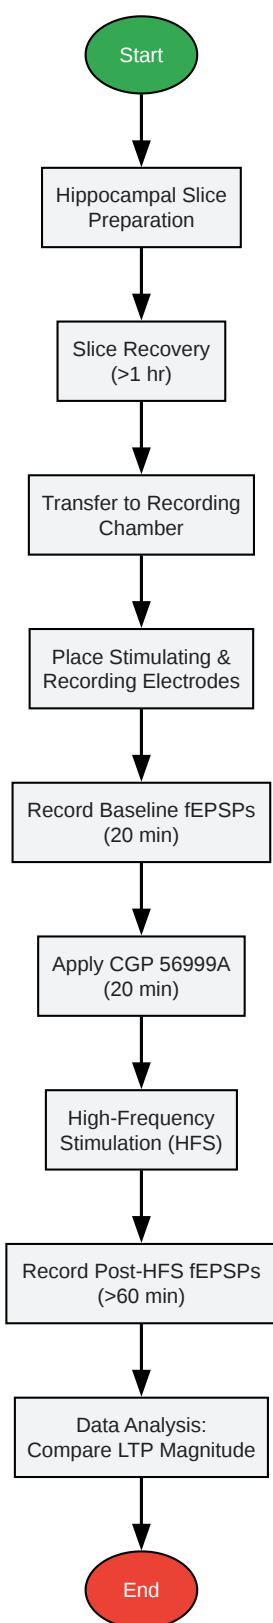 Start
Hippocampal Slice
Preparation
Slice Recovery
(>1 hr)
Transfer to Recording
Chamber
Place Stimulating &
Recording Electrodes
Record Baseline fEPSPs
(20 min)
Apply CGP 56999A
(20 min)
High-Frequency
Stimulation (HFS)
Record Post-HFS fEPSPs
(>60 min)
Data Analysis:
Compare LTP Magnitude
End